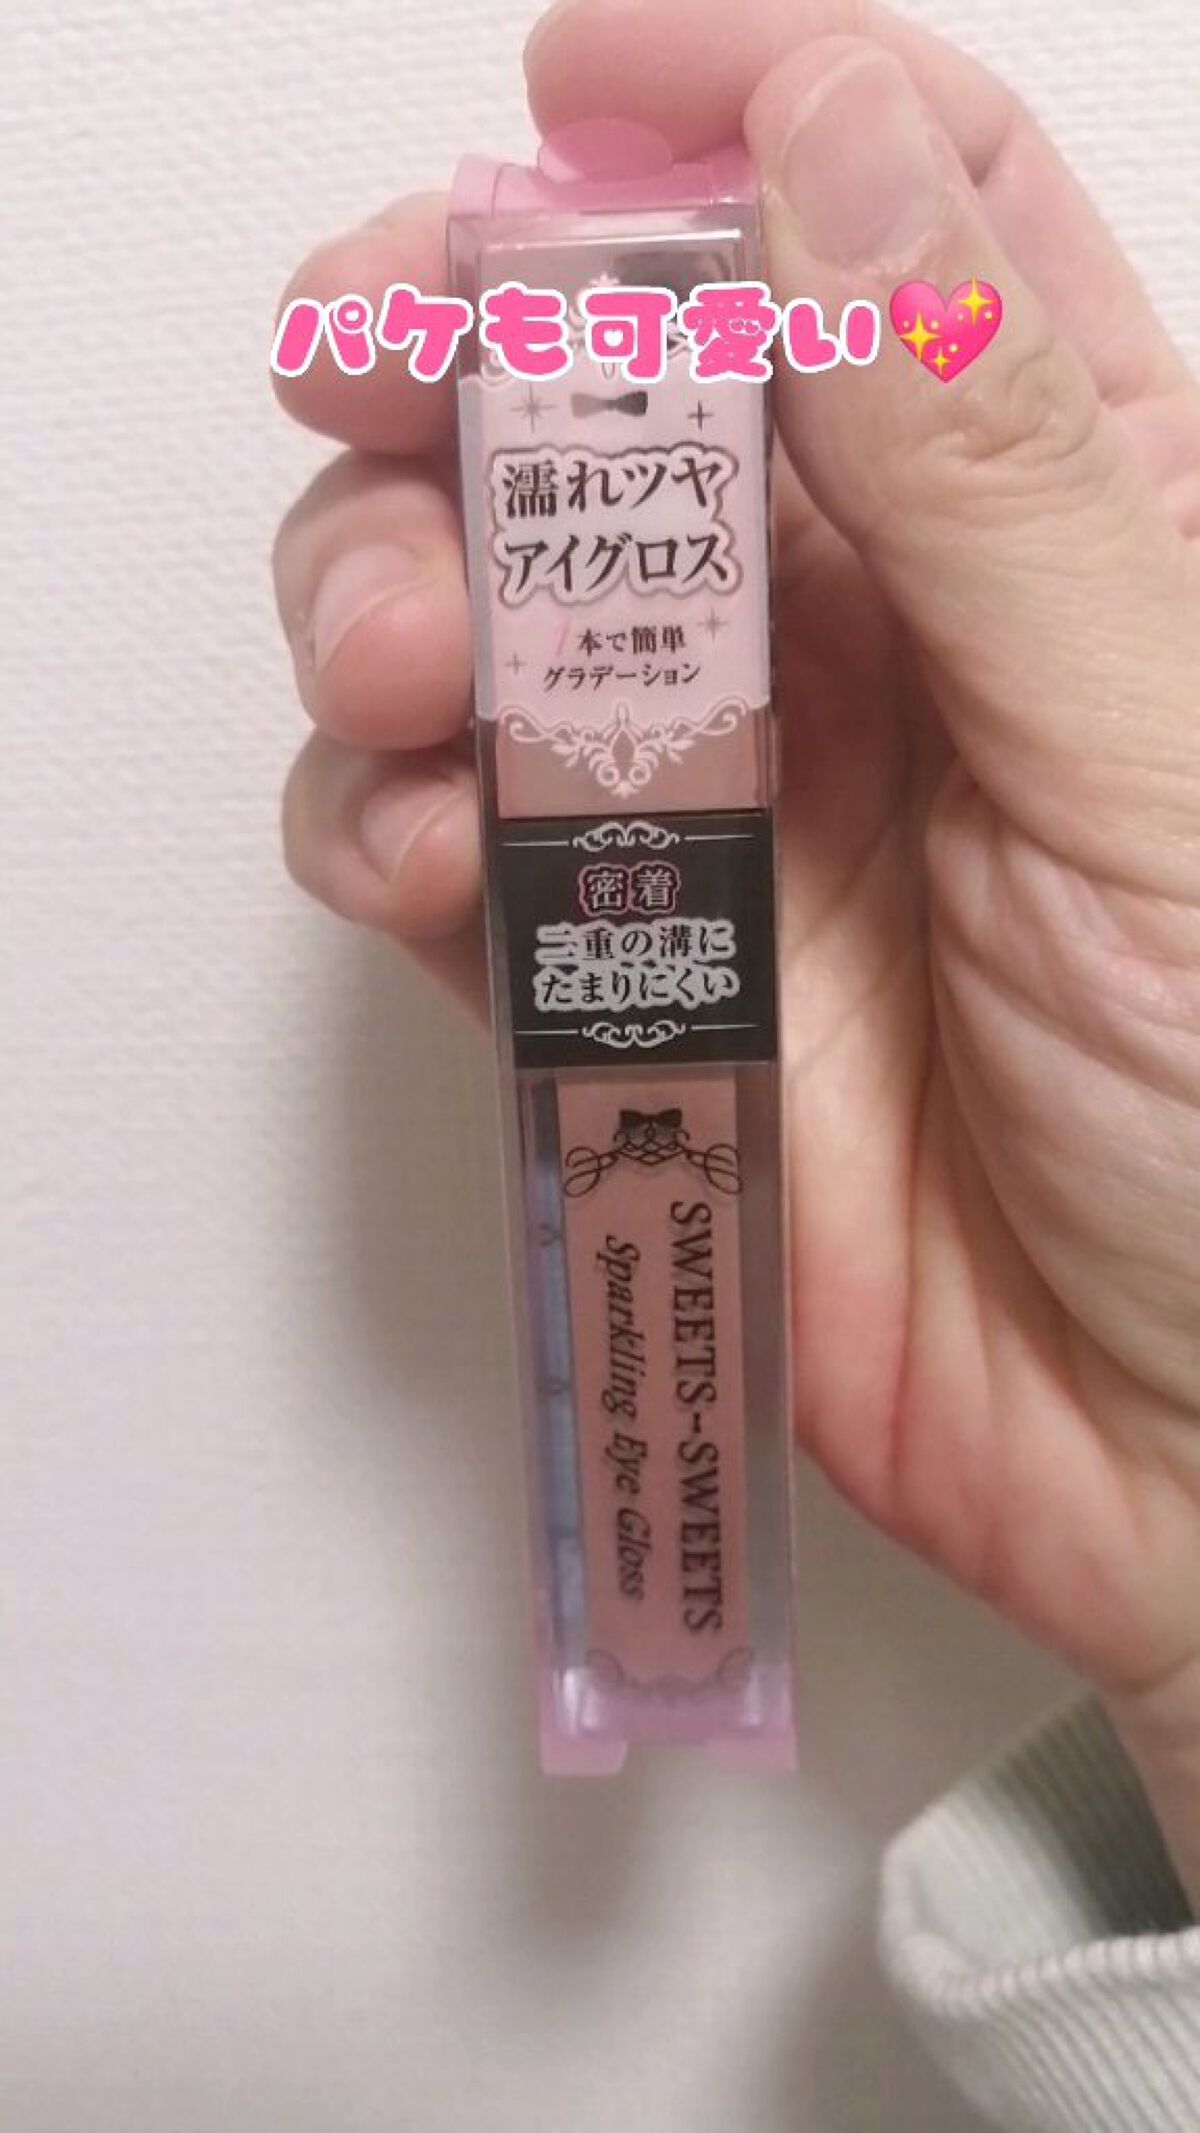 パケも可愛い💖
濡れツヤ
アイグロス
1本で簡単
グラデーション
密着
二重の溝に
たまりにくい
SWEETS-SWEETS
Sparkling Eye Gloss